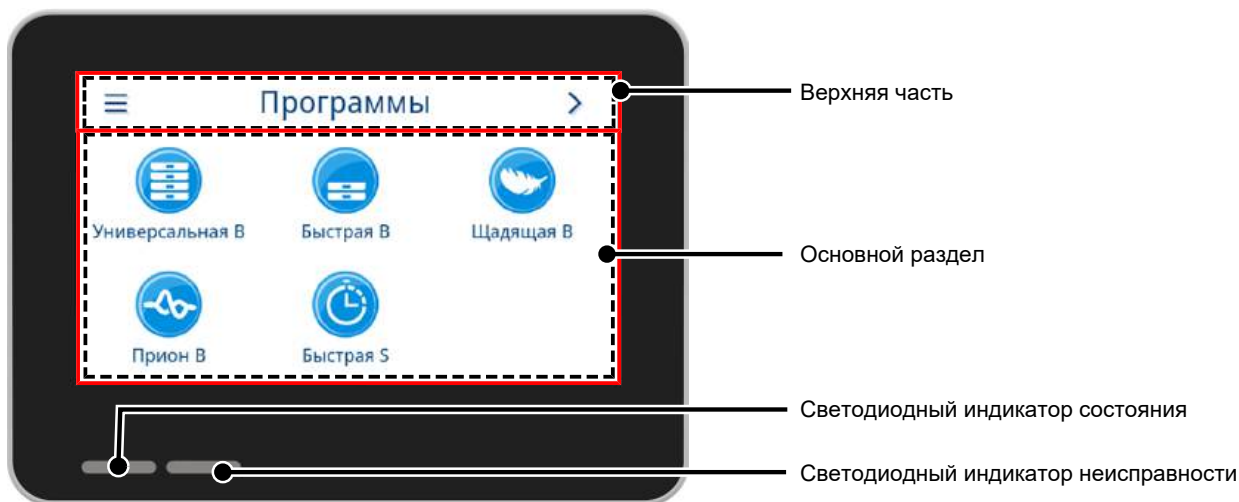 Программы
Верхняя часть
Универсальная B
Быстрая B
Щадящая B
Основной раздел
Прион B
Быстрая S
Светодиодный индикатор состояния
Светодиодный индикатор неисправности